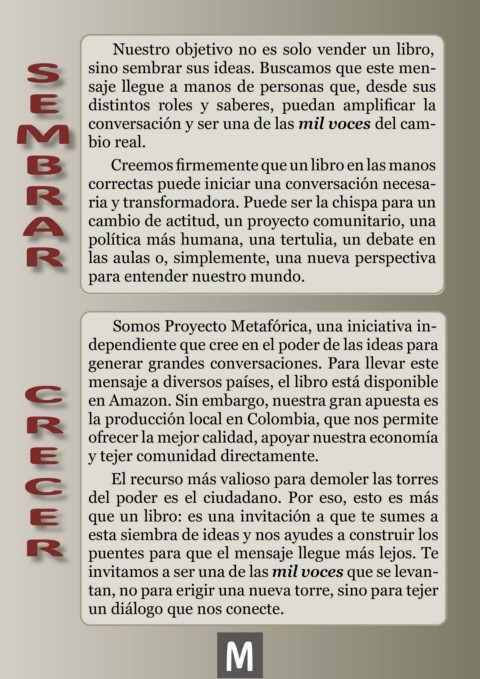 SEMBRAR
Nuestro objetivo no es solo vender un libro,
sino sembrar sus ideas. Buscamos que este men-
saje llegue a manos de personas que, desde sus
distintos roles y saberes, puedan amplificar la
conversación y ser una de las mil voces del cam-
bio real.
Creemos firmemente que un libro en las manos
correctas puede iniciar una conversación necesa-
ria y transformadora. Puede ser la chispa para un
cambio de actitud, un proyecto comunitario, una
política más humana, una tertulia, un debate en
las aulas o, simplemente, una nueva perspectiva
para entender nuestro mundo.
CRECER
Somos Proyecto Metafórica, una iniciativa in-
dependiente que cree en el poder de las ideas para
generar grandes conversaciones. Para llevar este
mensaje a diversos países, el libro está disponible
en Amazon. Sin embargo, nuestra gran apuesta es
la producción local en Colombia, que nos permite
ofrecer la mejor calidad, apoyar nuestra economía
y tejer comunidad directamente.
El recurso más valioso para demoler las torres
del poder es el ciudadano. Por eso, esto es más
que un libro: es una invitación a que te sumes a
esta siembra de ideas y nos ayudes a construir los
puentes para que el mensaje llegue más lejos. Te
invitamos a ser una de las mil voces que se levan-
tan, no para erigir una nueva torre, sino para tejer
un diálogo que nos conecte.
M